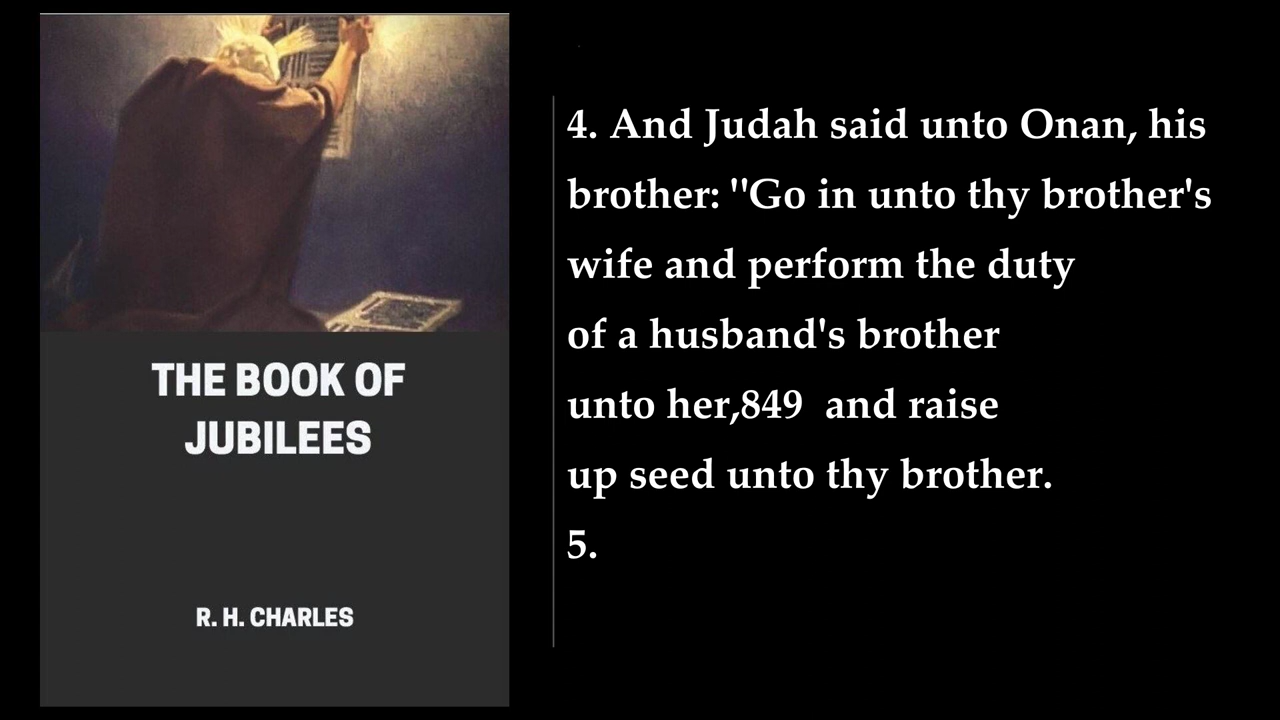 THE BOOK OF
JUBILEES
R. H. CHARLES
4. And Judah said unto Onan, his
brother: "Go in unto thy brother's
wife and perform the duty
of a husband's brother
unto her,849  and raise
up seed unto thy brother.
5.